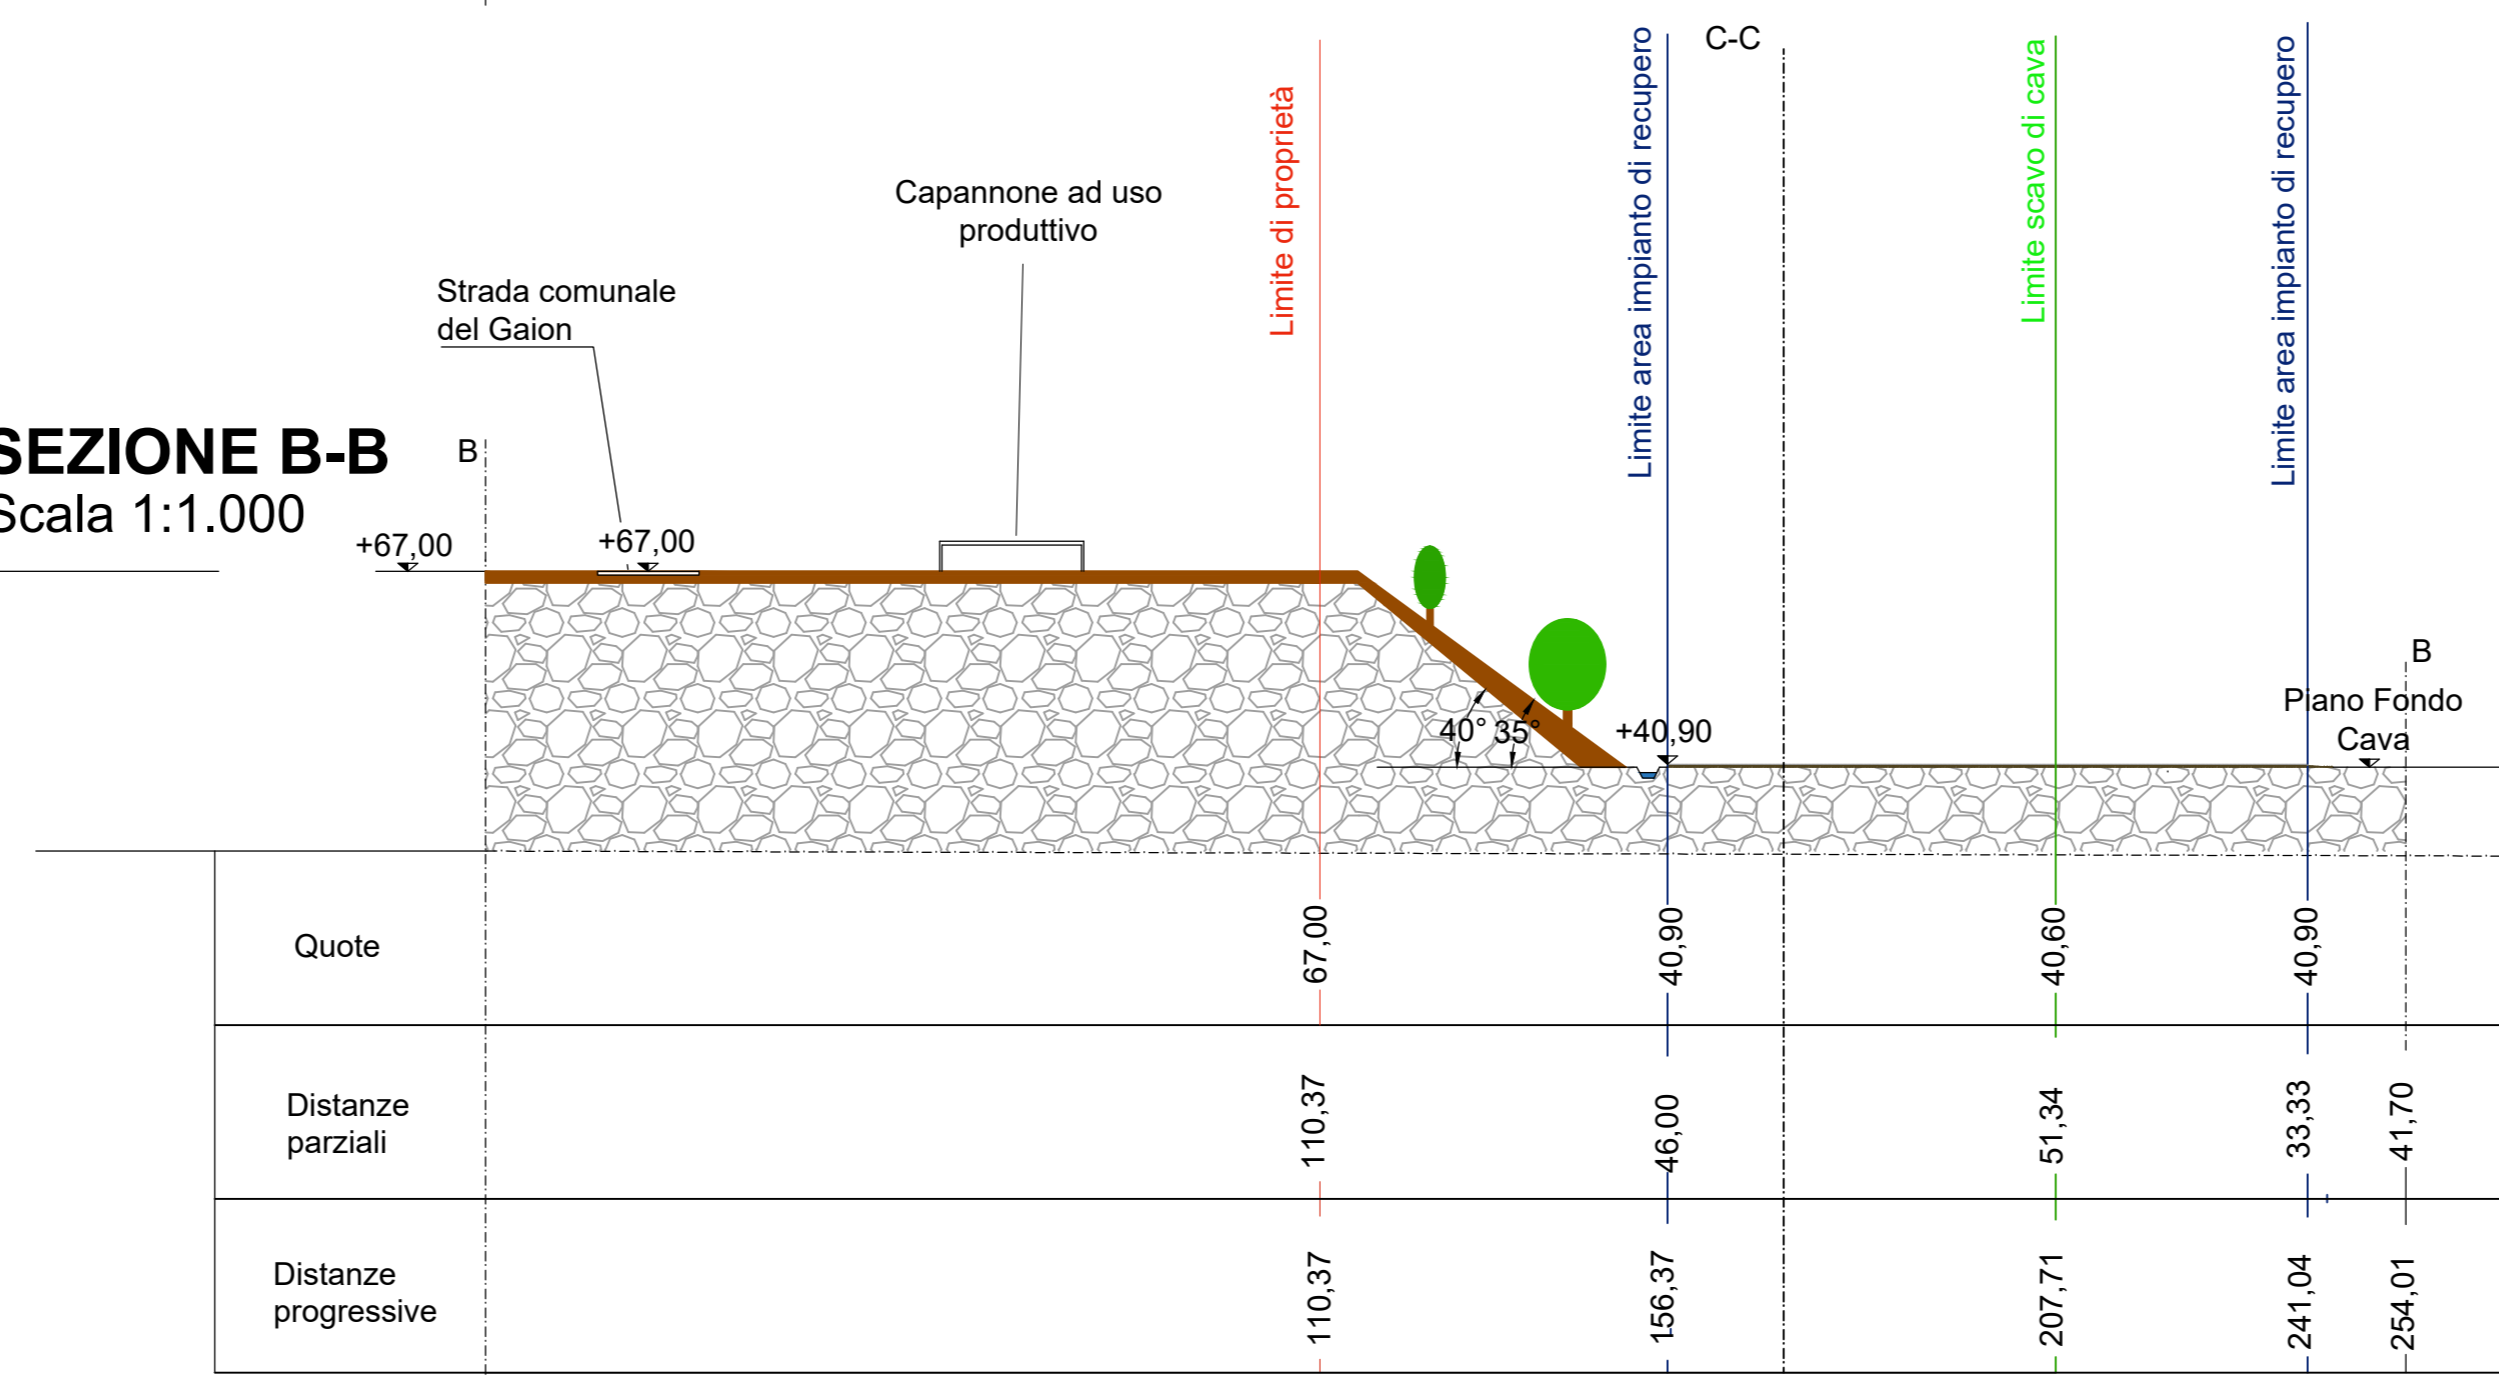 C-C
Limite di proprietà
Limite area impianto di recupero
Limite scavo di cava
Limite area impianto di recupero
Capannone ad uso
produttivo
Strada comunale
del Gaion
SEZIONE B-B
Scala 1:1.000
B
+67,00
+67,00
B
Piano Fondo
Cava
40°
35°
+40,90
Quote
67,00
40,90
40,60
40,90
Distanze
parziali
110,37
46,00
51,34
33,33
41,70
Distanze
progressive
110,37
156,37
207,71
241,04
254,01